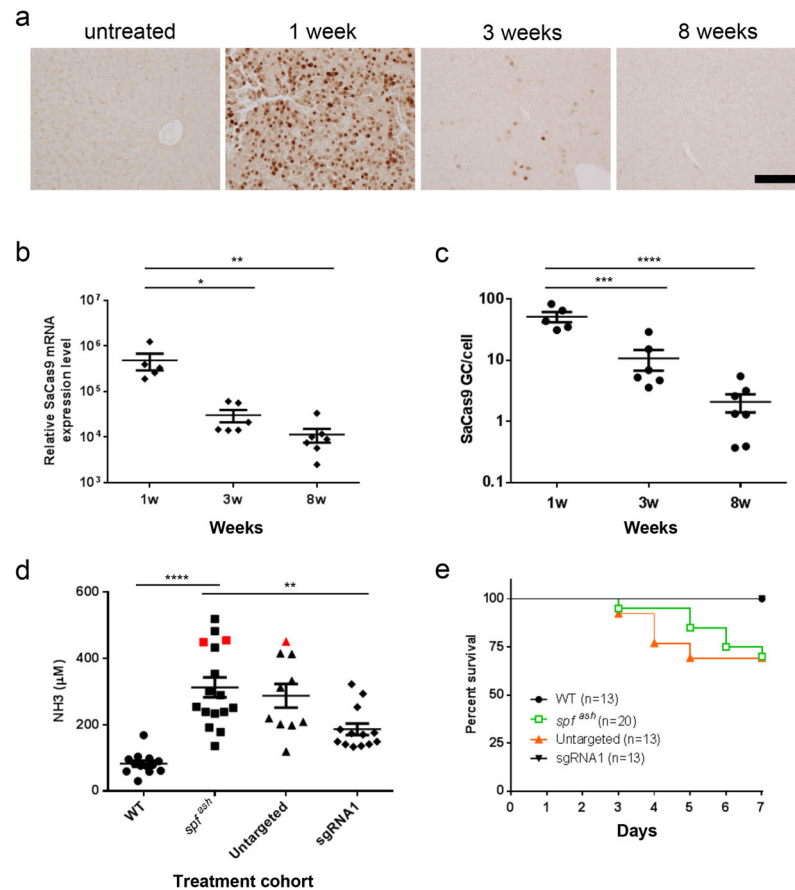 a
untreated
1 week
3 weeks
8 weeks
b
**
*
Relative SaCas9 mRNA
expression level
10^7
10^6
10^5
10^4
10^3
1w
3w
8w
Weeks
c
****
***
SaCas9 GC/cell
100
10
1
0.1
1w
3w
8w
Weeks
d
****
**
NH3 (µM)
600
400
200
0
WT
spf ash
Untargeted
sgRNA1
Treatment cohort
e
Percent survival
100
75
50
25
0
WT (n=13)
spf ash (n=20)
Untargeted (n=13)
sgRNA1 (n=13)
0 1 2 3 4 5 6 7
Days